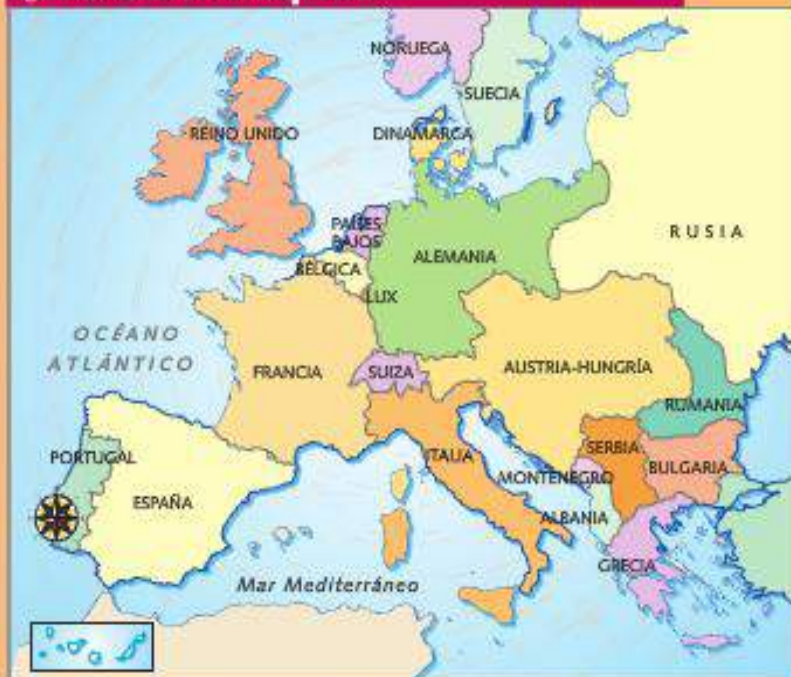 NORUEGA
SUECIA
REINO UNIDO
DINAMARCA
PAÍSES
BAJOS
RUSIA
ALEMANIA
BÉLGICA
LUX
OCÉANO
ATLÁNTICO
FRANCIA
SUIZA
AUSTRIA-HUNGRÍA
RUMANIA
PORTUGAL
ITALIA
SERBIA
BULGARIA
MONTENEGRO
ESPAÑA
ALBANIA
GRECIA
Mar Mediterráneo